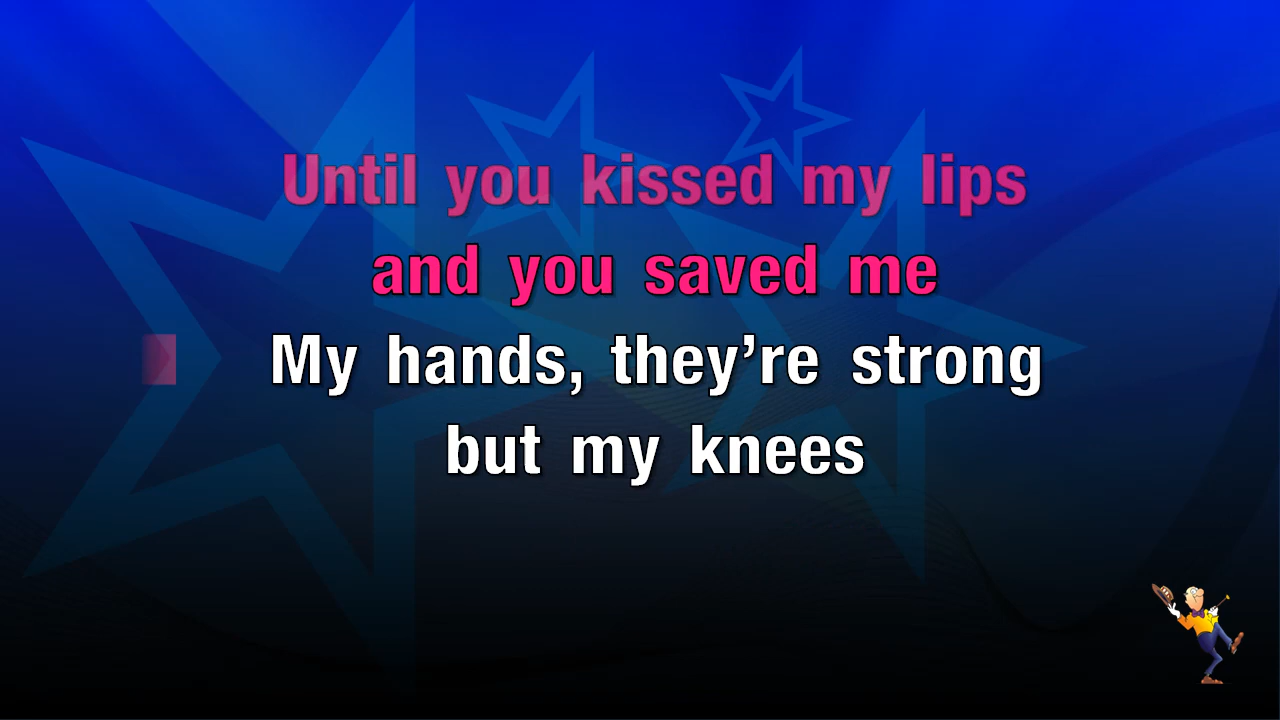 Until you kissed my lips
and you saved me
My hands, they’re strong
but my knees